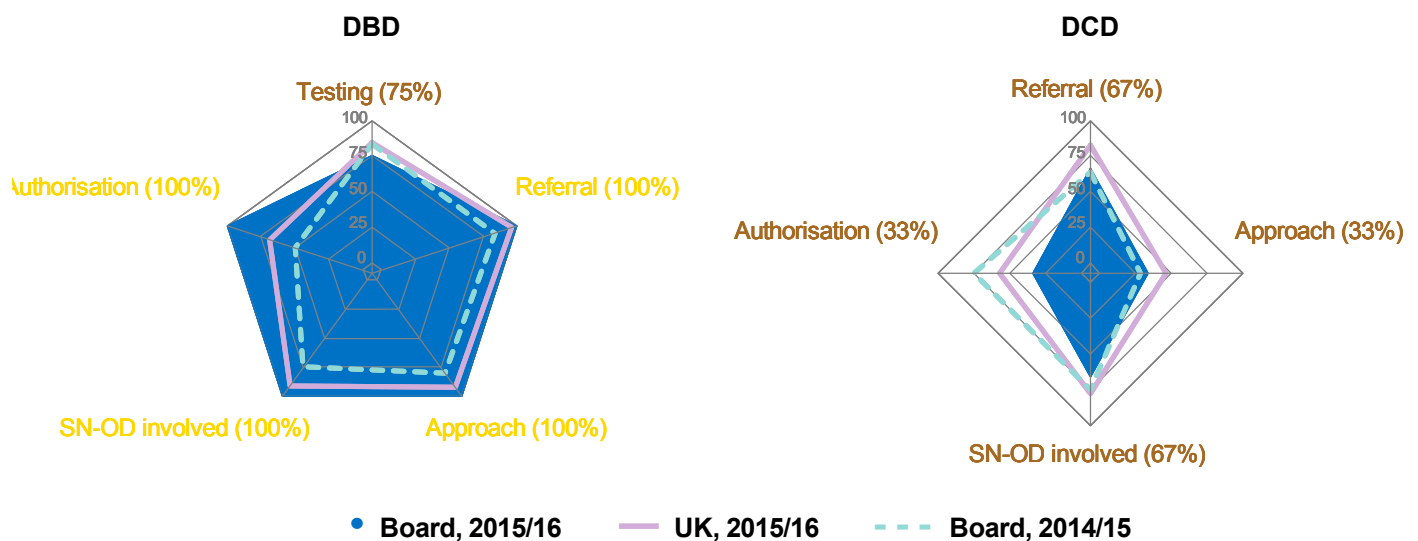 DBD
DCD
Testing (75%)
Referral (67%)
100
75
50
25
0
100
75
50
25
0
Authorisation (100%)
Referral (100%)
Authorisation (33%)
Approach (33%)
SN-OD involved (100%)
Approach (100%)
SN-OD involved (67%)
Board, 2015/16
UK, 2015/16
Board, 2014/15